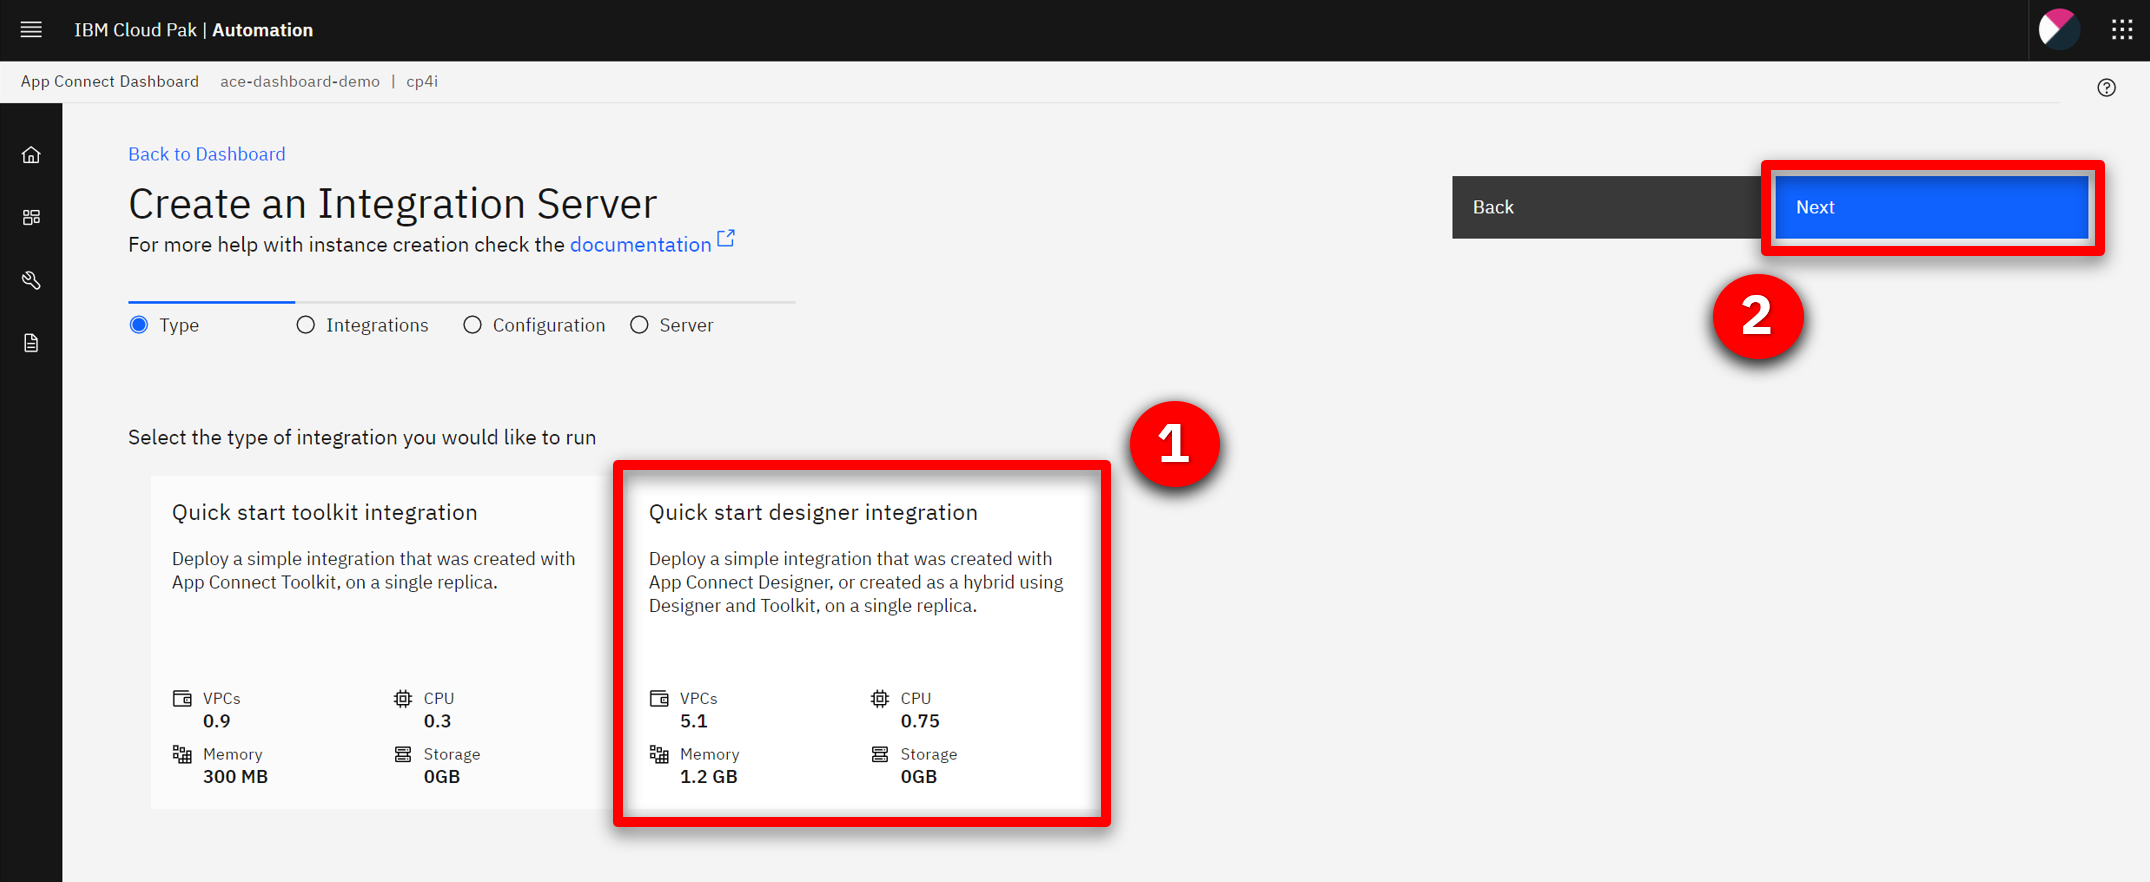 IBM Cloud Pak | Automation
App Connect Dashboard ace-dashboard-demo | cp4i
Back to Dashboard
Create an Integration Server
For more help with instance creation check the documentation
Back
Next
2
Type
Integrations
Configuration
Server
Select the type of integration you would like to run
1
Quick start toolkit integration
Deploy a simple integration that was created with
App Connect Toolkit, on a single replica.
VPCs
0.9
CPU
0.3
Memory
300 MB
Storage
0GB
Quick start designer integration
Deploy a simple integration that was created with
App Connect Designer, or created as a hybrid using
Designer and Toolkit, on a single replica.
VPCs
5.1
CPU
0.75
Memory
1.2 GB
Storage
0GB